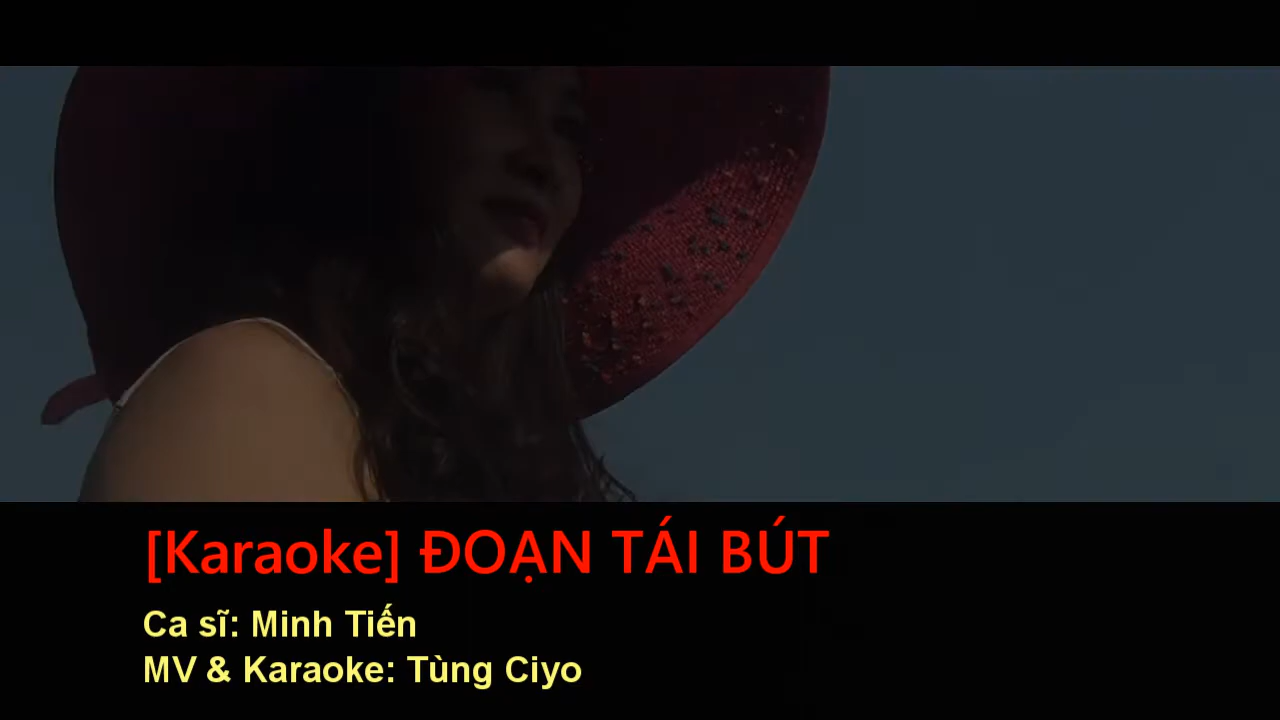 [Karaoke] ĐOẠN TÁI BÚT
Ca sĩ: Minh Tiến
MV & Karaoke: Tùng Ciyo